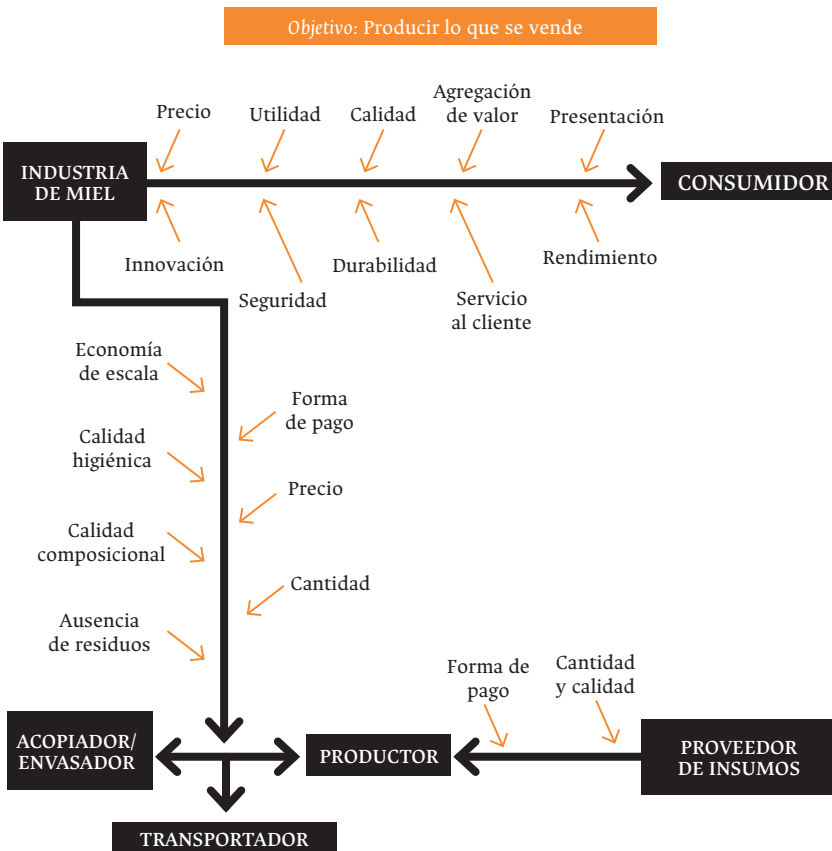 Objetivo: Producir lo que se vende
Precio
Utilidad
Calidad
Agregación
de valor
Presentación
INDUSTRIA
DE MIEL
CONSUMIDOR
Innovación
Seguridad
Durabilidad
Servicio
al cliente
Rendimiento
Economía
de escala
Forma
de pago
Calidad
higiénica
Precio
Calidad
composicional
Cantidad
Ausencia
de residuos
Forma de
pago
Cantidad
y calidad
ACOPIADOR/
ENVASADOR
PRODUCTOR
PROVEEDOR
DE INSUMOS
TRANSPORTADOR